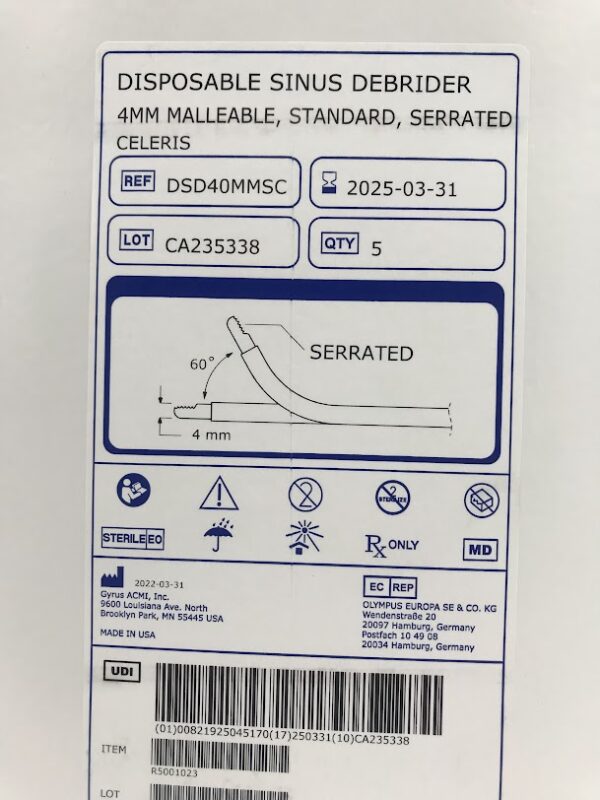 DISPOSABLE SINUS DEBRIDER
4MM MALLEABLE, STANDARD, SERRATED
CELERIS
REF DSD40MMSC
2025-03-31
LOT CA235338
QTY 5
SERRATED
60°
4 mm
2
2
STERILIZE
STERILE EO
Rx ONLY
MD
2022-03-31
Gyrus ACMI, Inc.
9600 Louisiana Ave. North
Brooklyn Park, MN 55445 USA
MADE IN USA
EC REP
OLYMPUS EUROPA SE & CO. KG
Wendenstraße 20
20097 Hamburg, Germany
Postfach 10 49 08
20034 Hamburg, Germany
UDI
(01)00821925045170(17)250331(10)CA235338
ITEM
R5001023
LOT